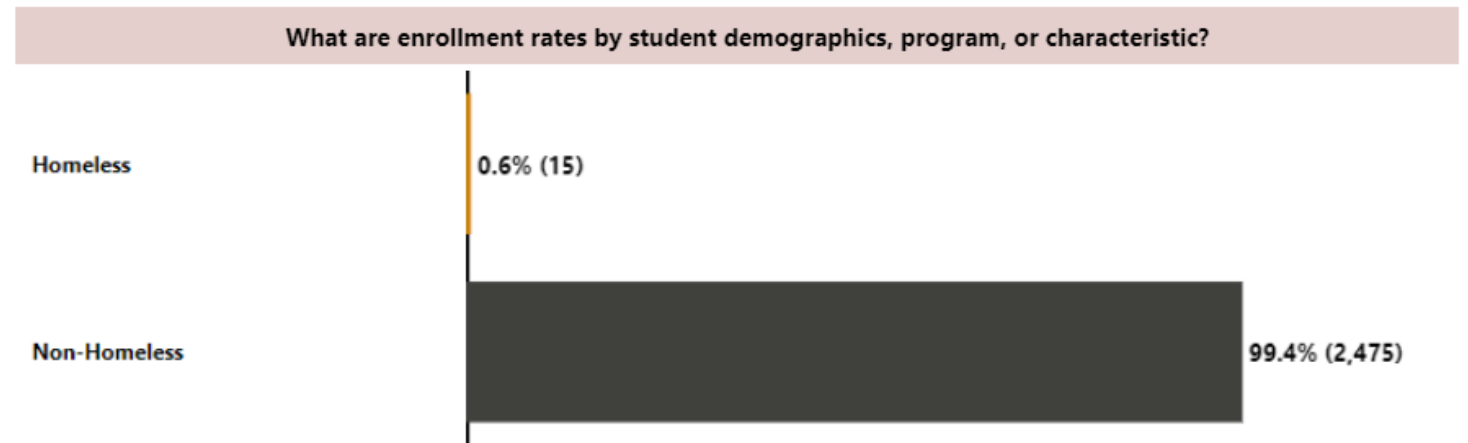 What are enrollment rates by student demographics, program, or characteristic?
Homeless 0.6% (15)
Non-Homeless 99.4% (2,475)